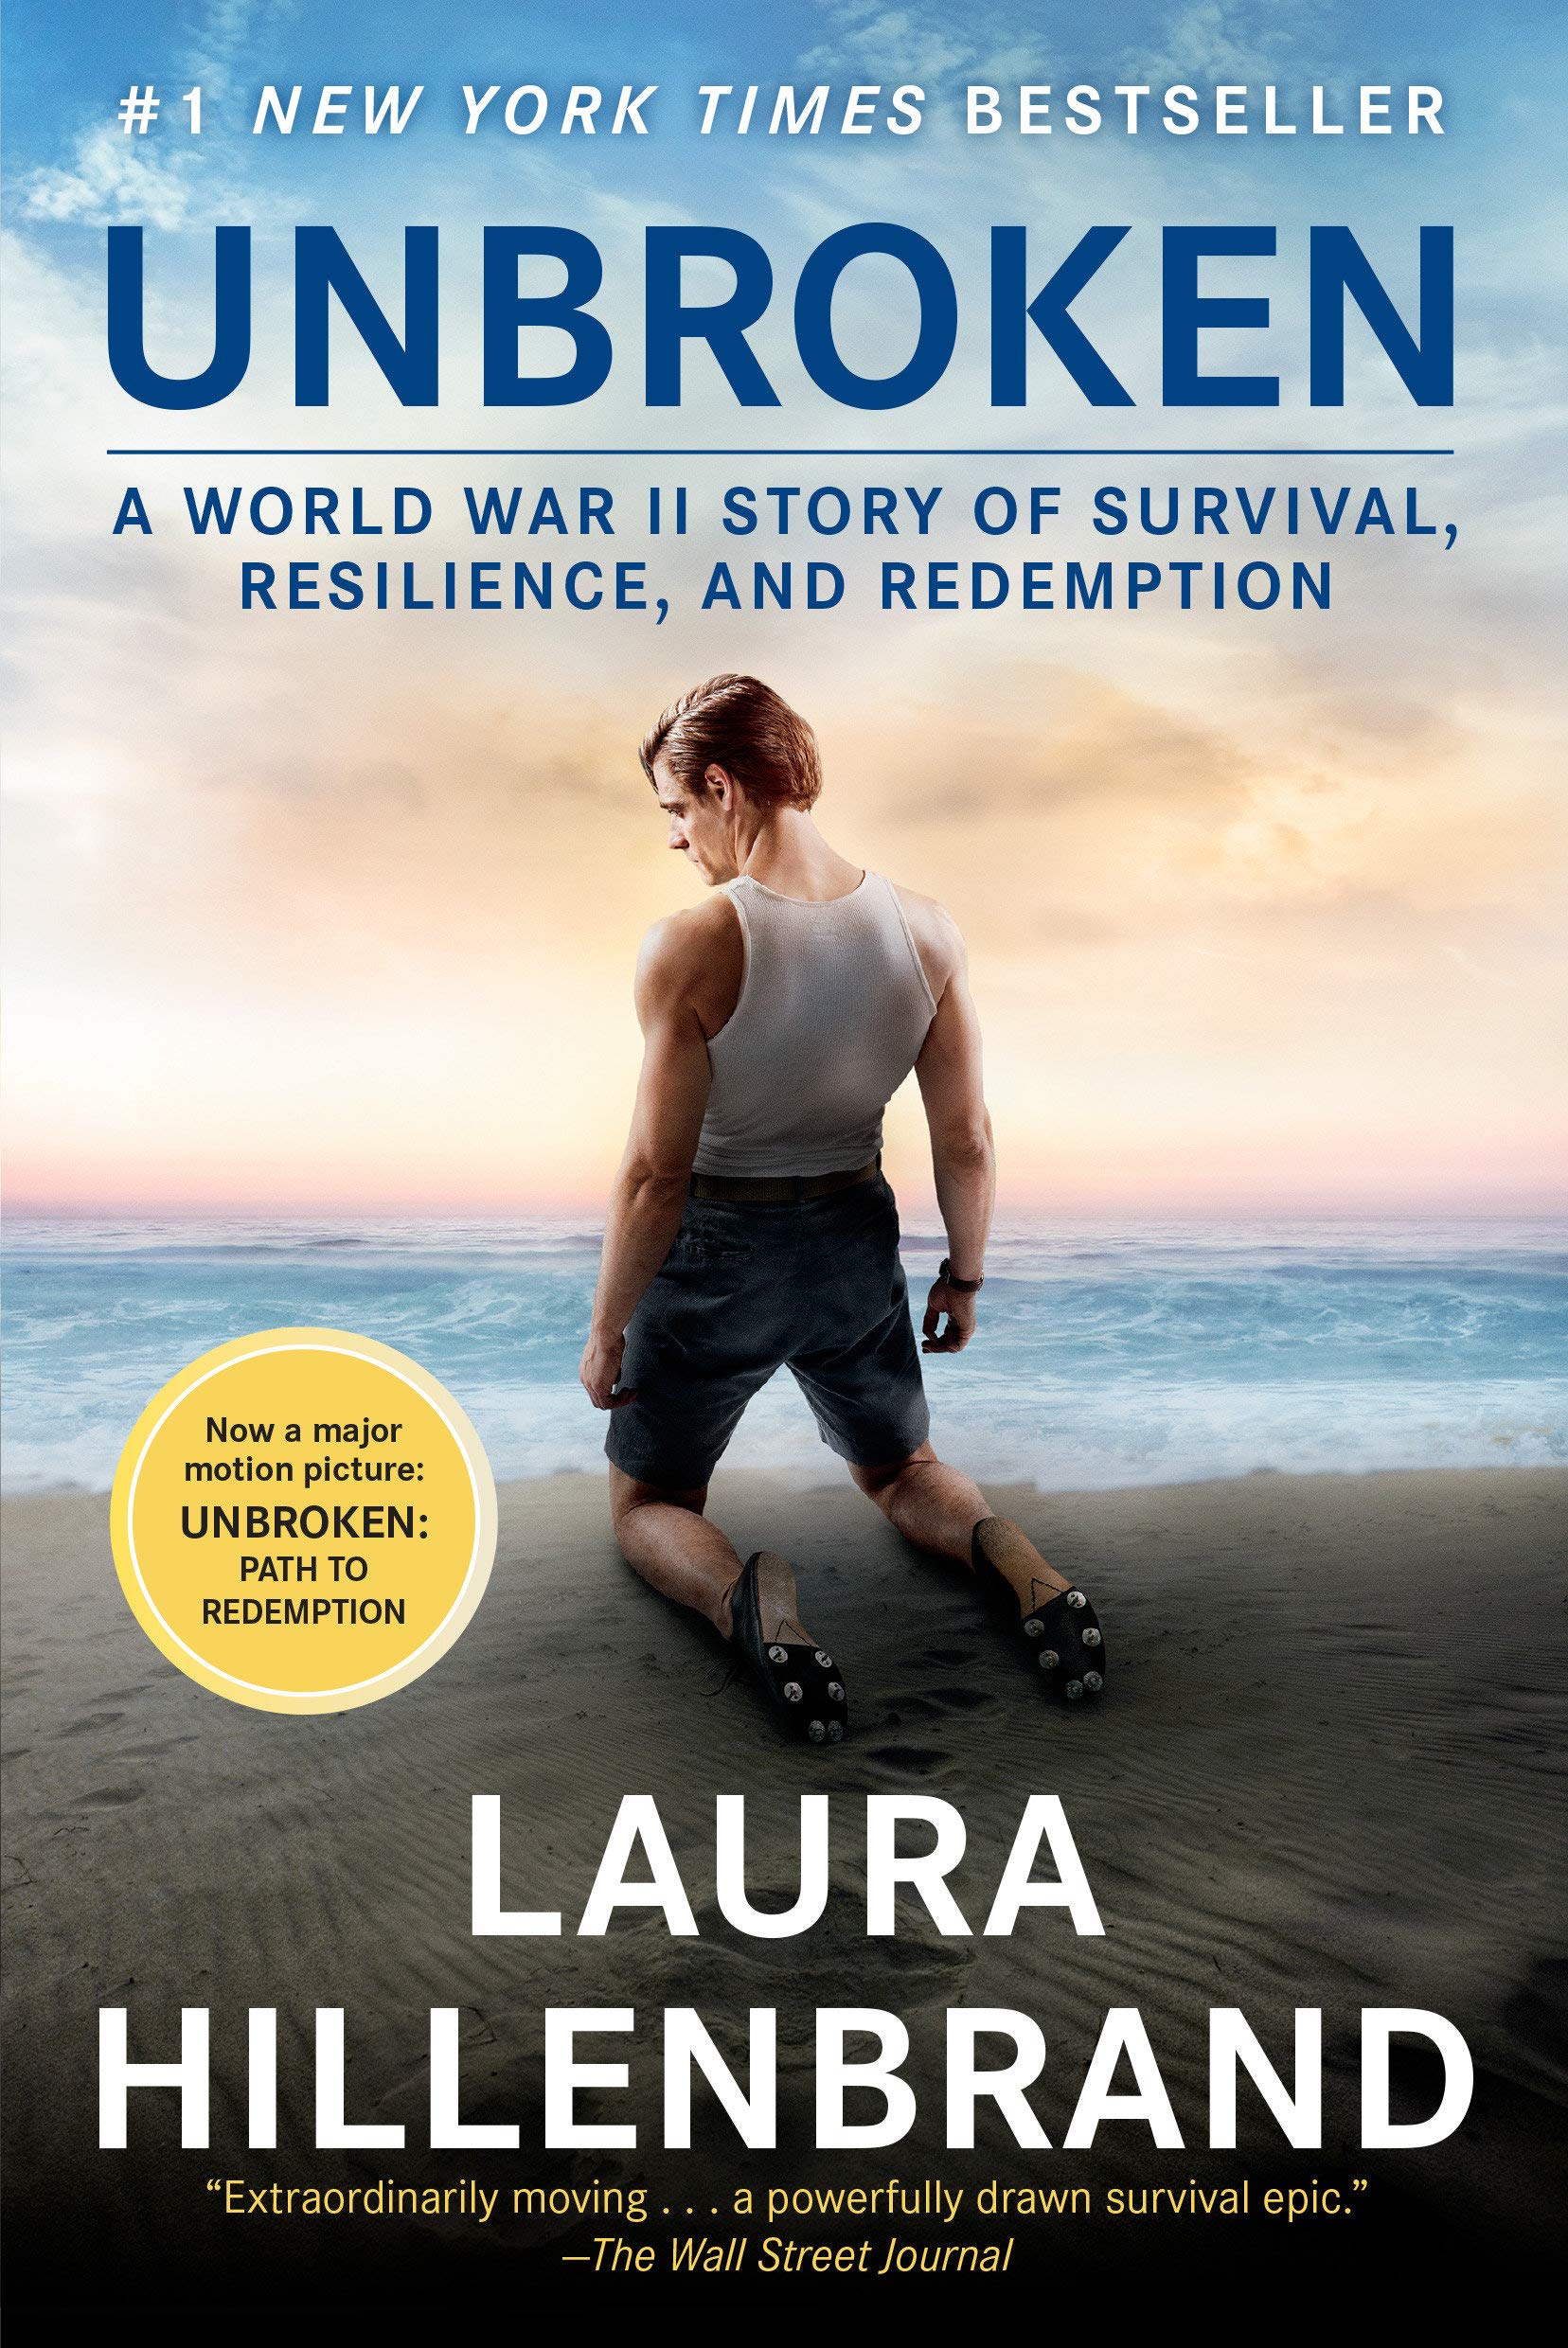 #1 NEW YORK TIMES BESTSELLER
UNBROKEN
A WORLD WAR II STORY OF SURVIVAL,
RESILIENCE, AND REDEMPTION
Now a major
motion picture:
UNBROKEN:
PATH TO
REDEMPTION
LAURA
HILLENBRAND
“Extraordinarily moving . . . a powerfully drawn survival epic.”
—The Wall Street Journal